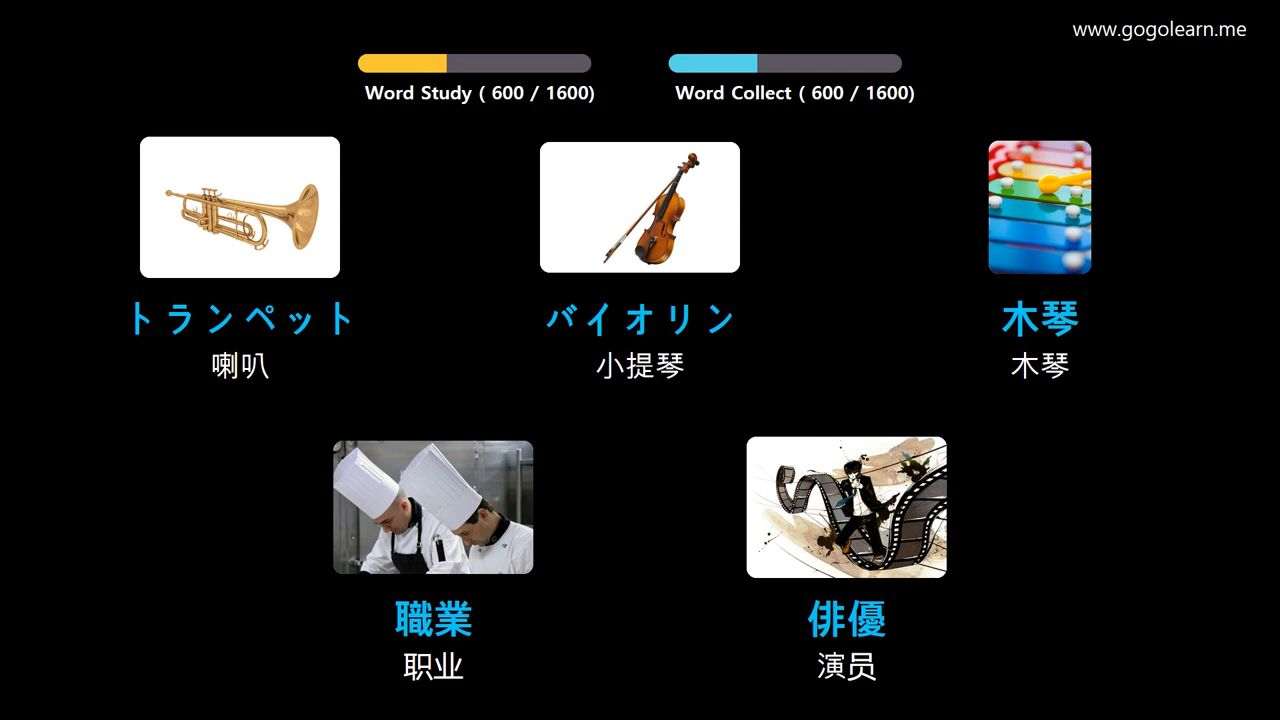 www.gogolearn.me
Word Study ( 600 / 1600)
Word Collect ( 600 / 1600)
トランペット
喇叭
バイオリン
小提琴
木琴
木琴
職業
职业
俳優
演员